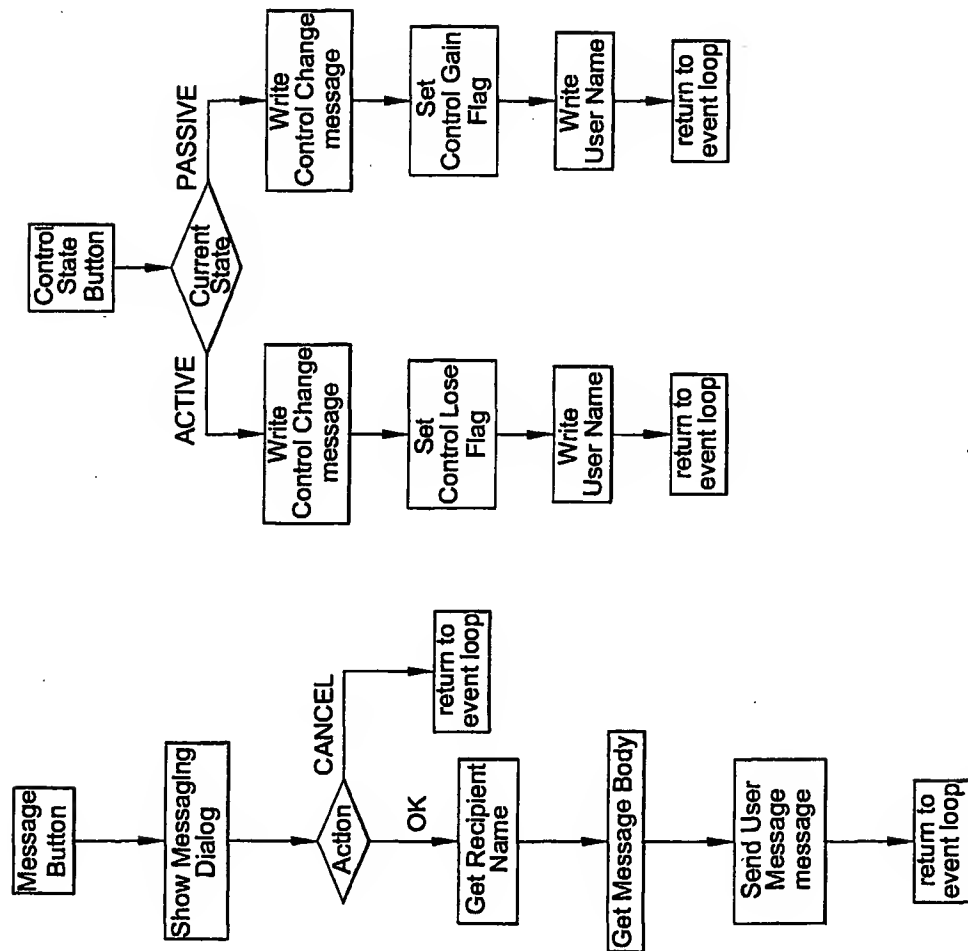 Message
Button
Show Messaging
Dialog
Action
CANCEL
return to
event loop
OK
Get Recipient
Name
Get Message Body
Send User
Message
message
return to
event loop
Control
State
Button
Current
State
ACTIVE
Write
Control Change
message
Set
Control Lose
Flag
Write
User Name
return to
event loop
PASSIVE
Write
Control Change
message
Set
Control Gain
Flag
Write
User Name
return to
event loop